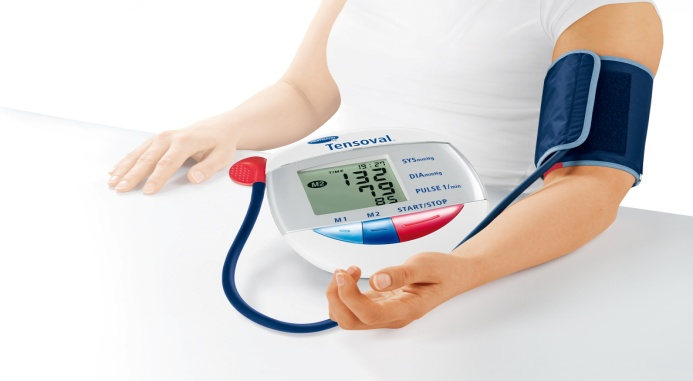 Tensoval
TIME 19:27
M2
132
79
85
SYS mmHg
DIA mmHg
PULSE 1/min
M1 M2 START/STOP